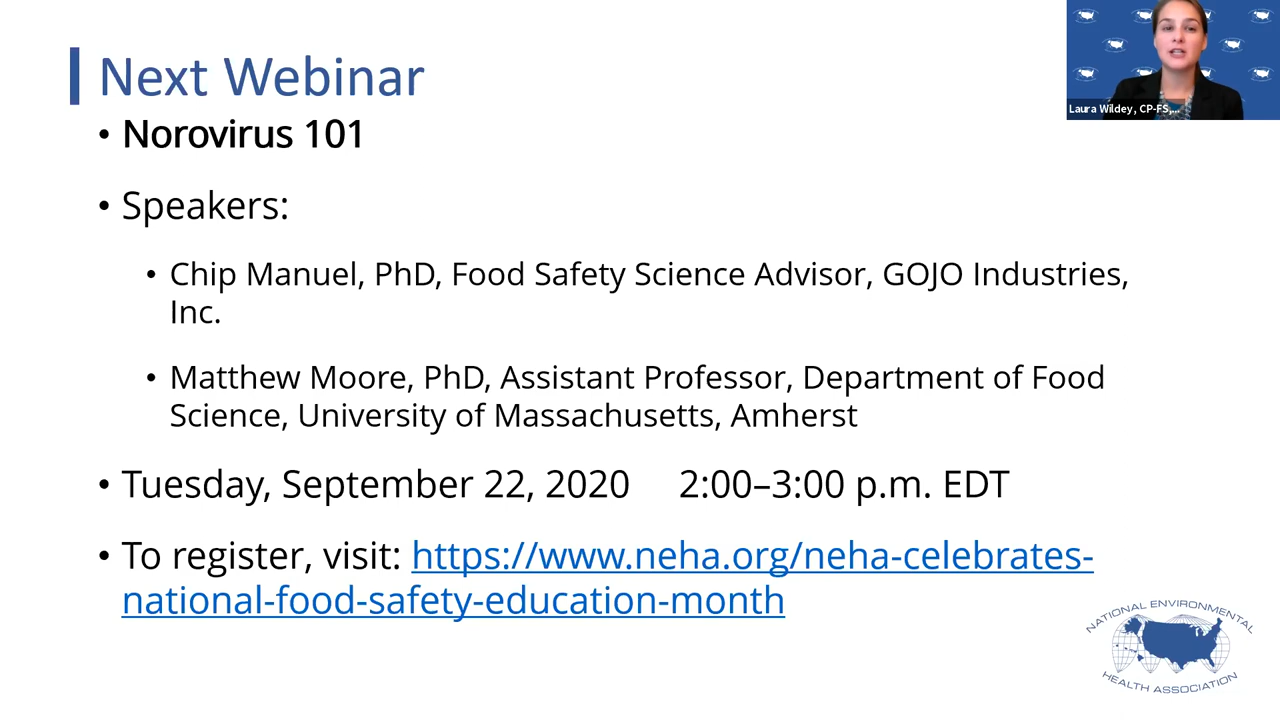 Next Webinar
• Norovirus 101
• Speakers:
• Chip Manuel, PhD, Food Safety Science Advisor, GOJO Industries,
Inc.
• Matthew Moore, PhD, Assistant Professor, Department of Food
Science, University of Massachusetts, Amherst
• Tuesday, September 22, 2020 2:00–3:00 p.m. EDT
• To register, visit: https://www.neha.org/neha-celebrates-
national-food-safety-education-month
Laura Wildey, CP-FS,...
NATIONAL ENVIRONMENTAL
HEALTH ASSOCIATION